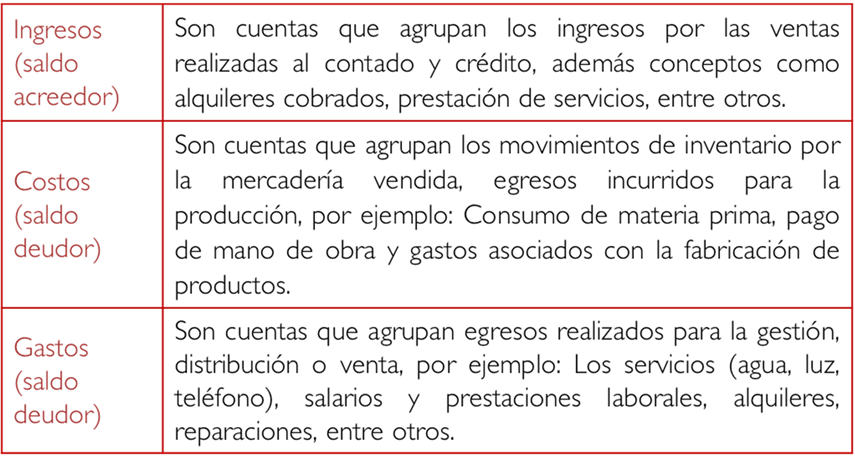 Ingresos
(saldo
acreedor)
Son cuentas que agrupan los ingresos por las ventas
realizadas al contado y crédito, además conceptos como
alquileres cobrados, prestación de servicios, entre otros.
Costos
(saldo
deudor)
Son cuentas que agrupan los movimientos de inventario por
la mercadería vendida, egresos incurridos para la
producción, por ejemplo: Consumo de materia prima, pago
de mano de obra y gastos asociados con la fabricación de
productos.
Gastos
(saldo
deudor)
Son cuentas que agrupan egresos realizados para la gestión,
distribución o venta, por ejemplo: Los servicios (agua, luz,
teléfono), salarios y prestaciones laborales, alquileres,
reparaciones, entre otros.